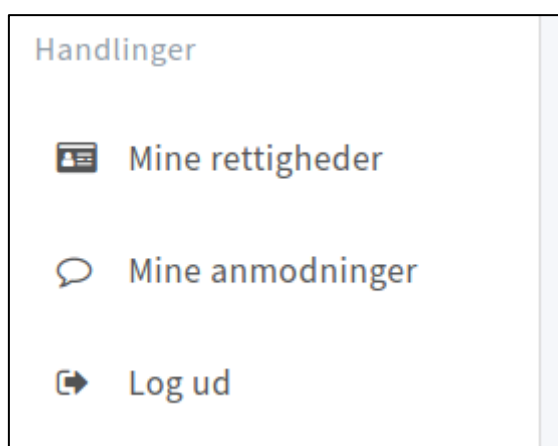 Handlinger
Mine rettigheder
Mine anmodninger
Log ud